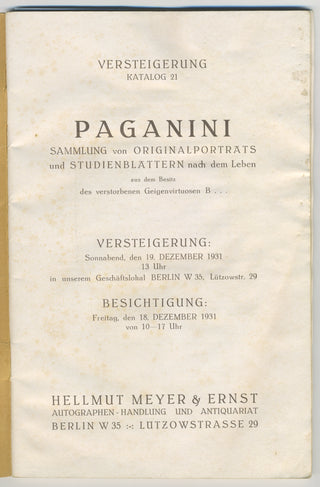 VERSTEIGERUNG
KATALOG 21
PAGANINI
SAMMLUNG von ORIGINALPORTRATS
und STUDIENBLATTERN nach dem Leben
aus dem Besitz
des verstorbenen Geigenvirtuosen B . . .
VERSTEIGERUNG:
Sonnabend, den 19. DEZEMBER 1931
13 Uhr
in unserem Geschäftslokal BERLIN W 35, Lützowstr. 29
BESICHTIGUNG:
Freitag, den 18. DEZEMBER 1931
von 10—17 Uhr
HELLMUT MEYER & ERNST
AUTOGRAPHEN-HANDLUNG UND ANTIQUARIAT
BERLIN W 35 :-: LUTZOWSTRASSE 29